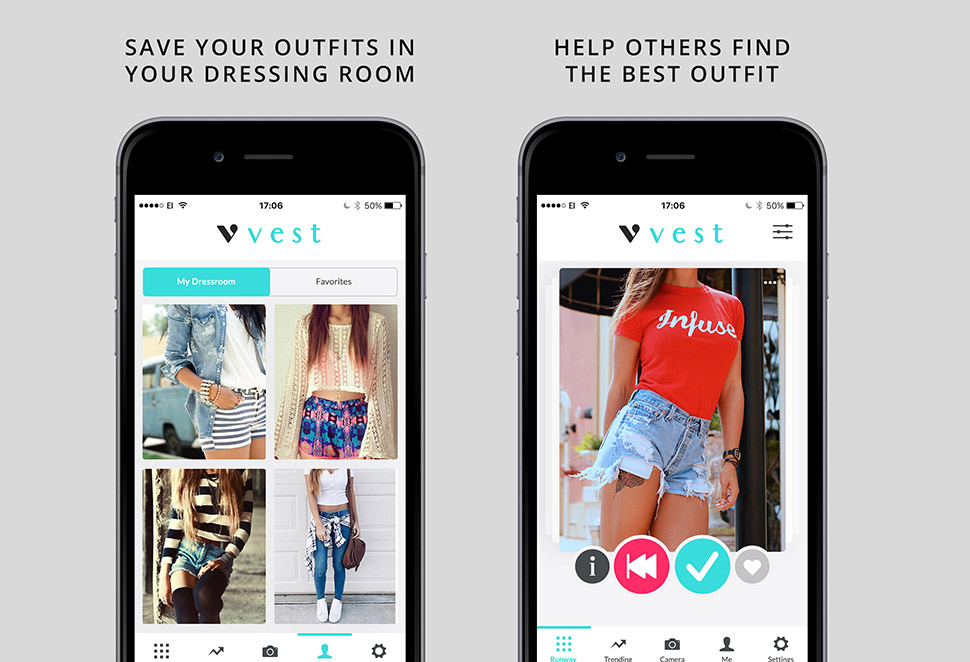 SAVE YOUR OUTFITS IN
YOUR DRESSING ROOM
EI 17:06 50%
vest
My Dressroom Favorites
HELP OTHERS FIND
THE BEST OUTFIT
EI 17:06 50%
vest
Infuse
i
Runway Trending Camera Me Settings